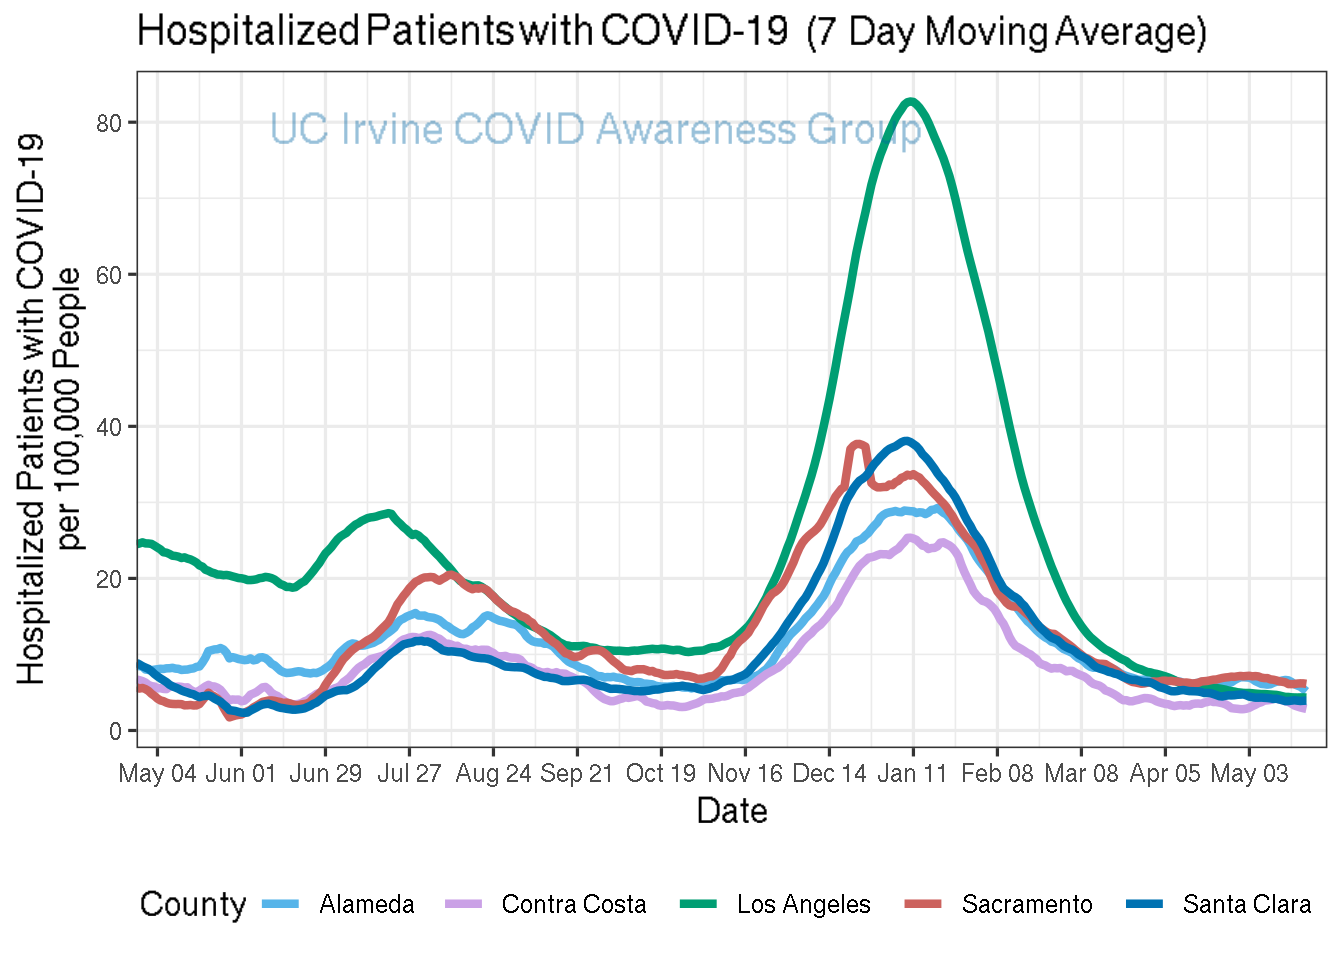 Hospitalized Patients with COVID-19 (7 Day Moving Average)
UC Irvine COVID Awareness Group
Hospitalized Patients with COVID-19
per 100,000 People
80
60
40
20
0
May 04 Jun 01 Jun 29 Jul 27 Aug 24 Sep 21 Oct 19 Nov 16 Dec 14 Jan 11 Feb 08 Mar 08 Apr 05 May 03
Date
County Alameda Contra Costa Los Angeles Sacramento Santa Clara